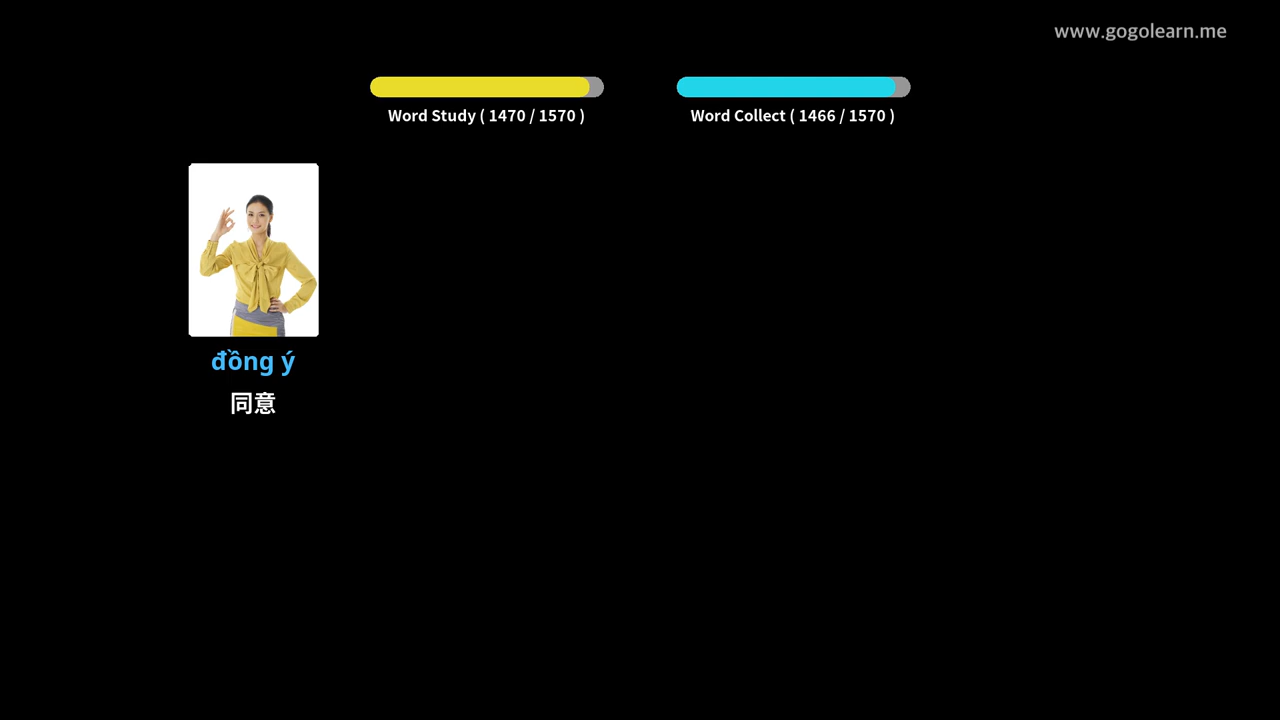 www.gogolearn.me
Word Study ( 1470 / 1570 )
Word Collect ( 1466 / 1570 )
đồng ý
同意